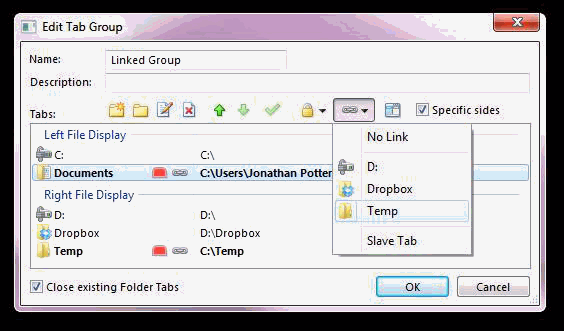 Edit Tab Group
Name: Linked Group
Description:
Tabs: Specific sides
Left File Display
C: C:\
Documents C:\Users\Jonathan Potter
Right File Display
D: D:\
Dropbox D:\Dropbox
Temp C:\Temp
No Link
D:
Dropbox
Temp
Slave Tab
Close existing Folder Tabs
OK Cancel